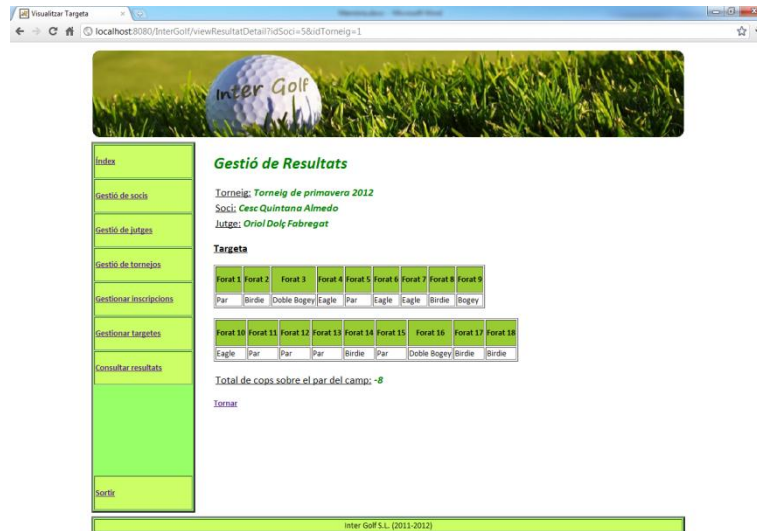 Visualitzar Targeta
localhost:8080/InterGolf/viewResultatDetail?idSoci=5&idTorneig=1
Inter Golf
Índex
Gestió de socis
Gestió de jutges
Gestió de tornejos
Gestionar inscripcions
Gestionar targetes
Consultar resultats
Sortir
Gestió de Resultats
Torneig: Torneig de primavera 2012
Soci: Cesc Quintana Almedo
Jutge: Oriol Dolç Fabregat
Targeta
Forat 1 Forat 2 Forat 3 Forat 4 Forat 5 Forat 6 Forat 7 Forat 8 Forat 9
Par Birdie Doble Bogey Eagle Par Eagle Eagle Birdie Bogey
Forat 10 Forat 11 Forat 12 Forat 13 Forat 14 Forat 15 Forat 16 Forat 17 Forat 18
Eagle Par Par Par Birdie Par Doble Bogey Birdie Birdie
Total de cops sobre el par del camp: -8
Tornar
Inter Golf S.L. (2011-2012)